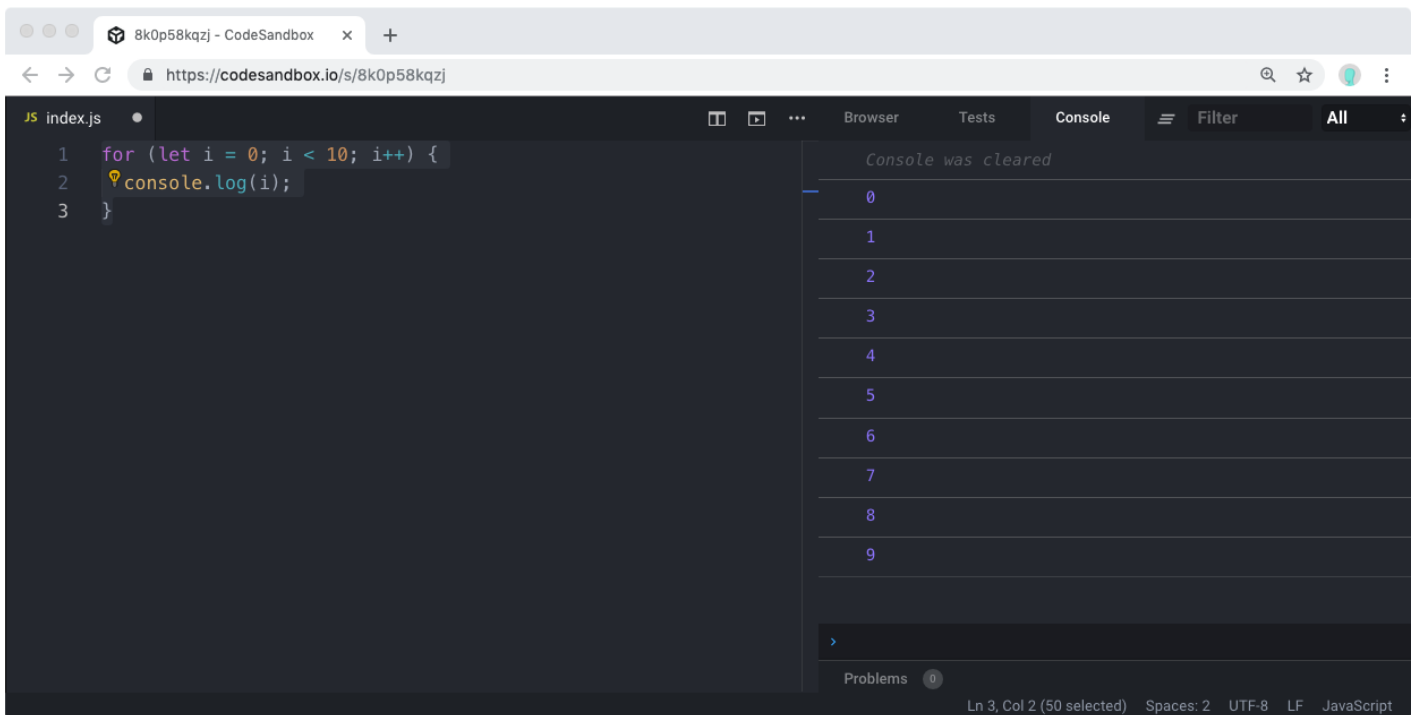 8k0p58kqzj - CodeSandbox
https://codesandbox.io/s/8k0p58kqzj
JS index.js
1 for (let i = 0; i < 10; i++) {
2 console.log(i);
3 }
Browser Tests Console Filter All
Console was cleared
0
1
2
3
4
5
6
7
8
9
Problems 0
Ln 3, Col 2 (50 selected) Spaces: 2 UTF-8 LF JavaScript